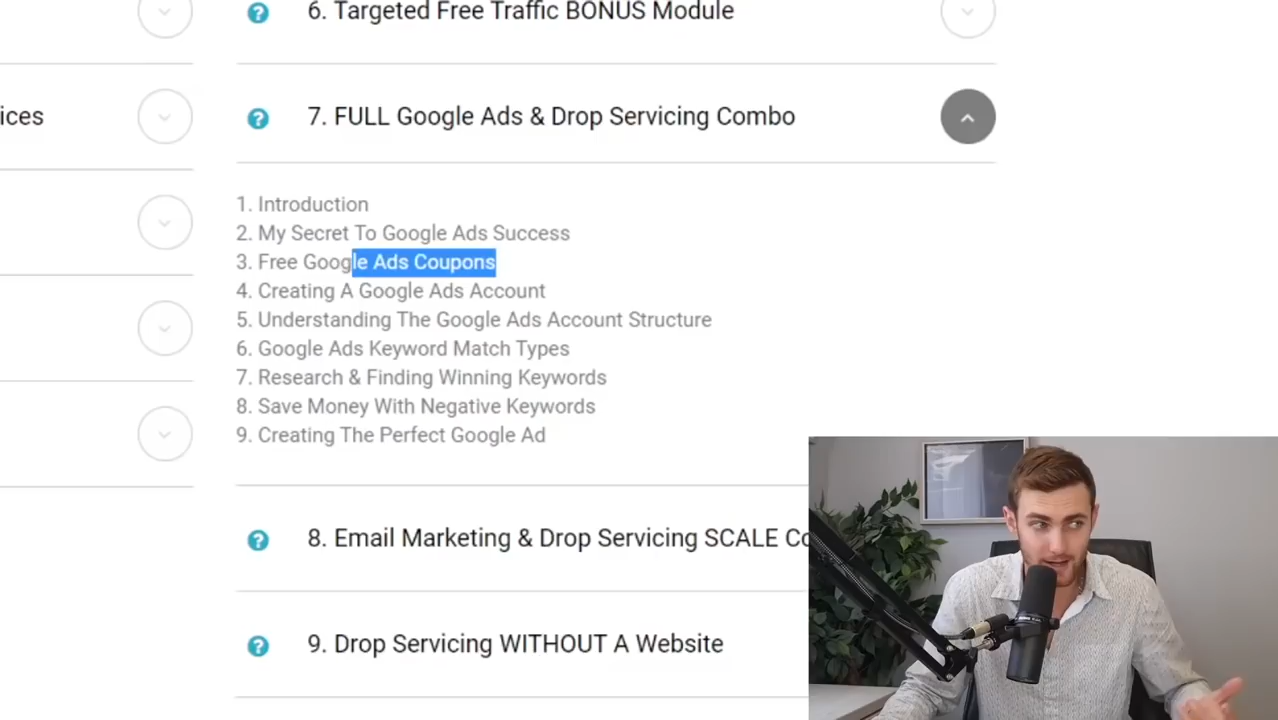 6. Targeted Free Traffic BONUS Module
ices
7. FULL Google Ads & Drop Servicing Combo
1. Introduction
2. My Secret To Google Ads Success
3. Free Google Ads Coupons
4. Creating A Google Ads Account
5. Understanding The Google Ads Account Structure
6. Google Ads Keyword Match Types
7. Research & Finding Winning Keywords
8. Save Money With Negative Keywords
9. Creating The Perfect Google Ad
8. Email Marketing & Drop Servicing SCALE Co
9. Drop Servicing WITHOUT A Website